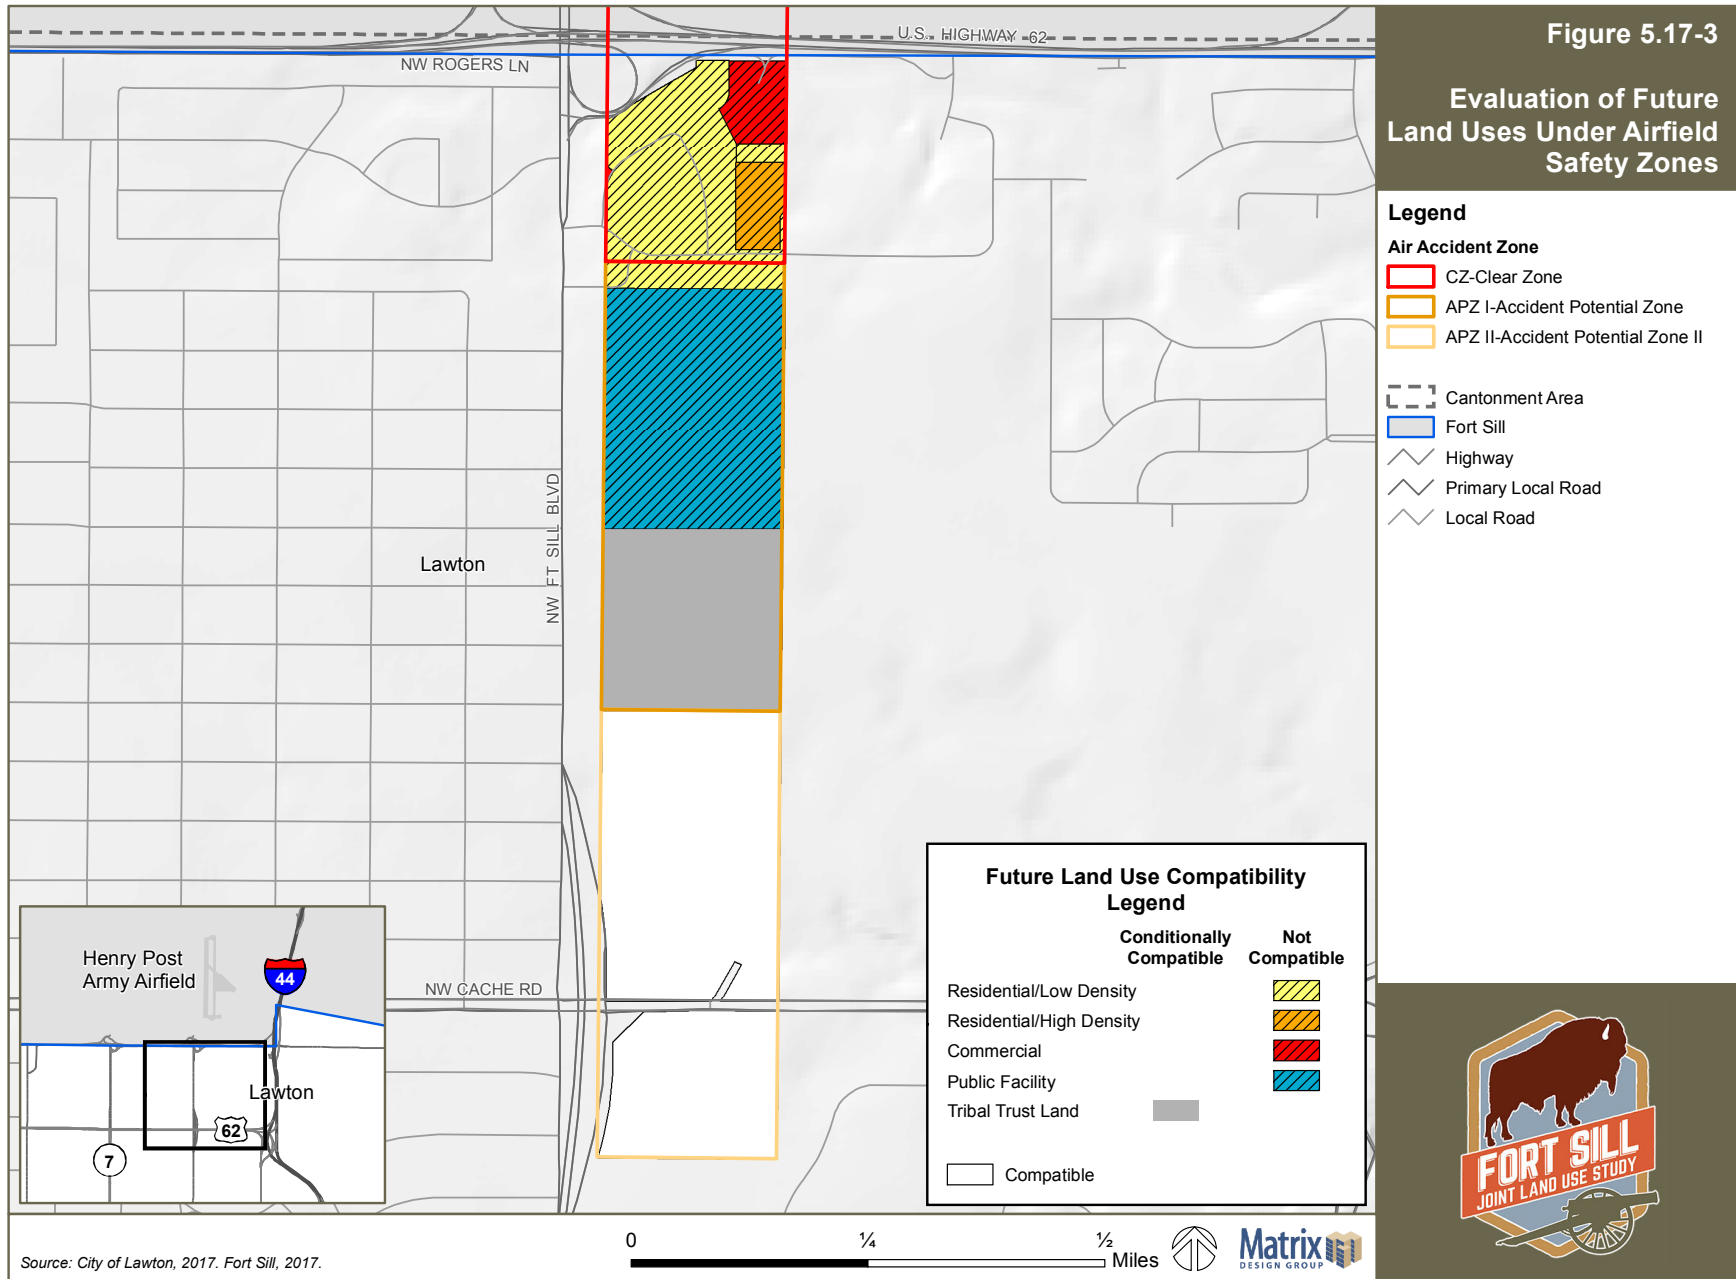 Figure 5.17-3
Evaluation of Future
Land Uses Under Airfield
Safety Zones
Legend
Air Accident Zone
CZ-Clear Zone
APZ I-Accident Potential Zone
APZ II-Accident Potential Zone II
Cantonment Area
Fort Sill
Highway
Primary Local Road
Local Road
U.S. HIGHWAY 62
NW ROGERS LN
NW FT SILL BLVD
Lawton
NW CACHE RD
Henry Post
Army Airfield
44
Lawton
62
7
Future Land Use Compatibility
Legend
Conditionally
Compatible
Not
Compatible
Residential/Low Density
Residential/High Density
Commercial
Public Facility
Tribal Trust Land
Compatible
FORT SILL
JOINT LAND USE STUDY
Source: City of Lawton, 2017. Fort Sill, 2017.
0 ¼ ½
Miles
Matrix
DESIGN GROUP